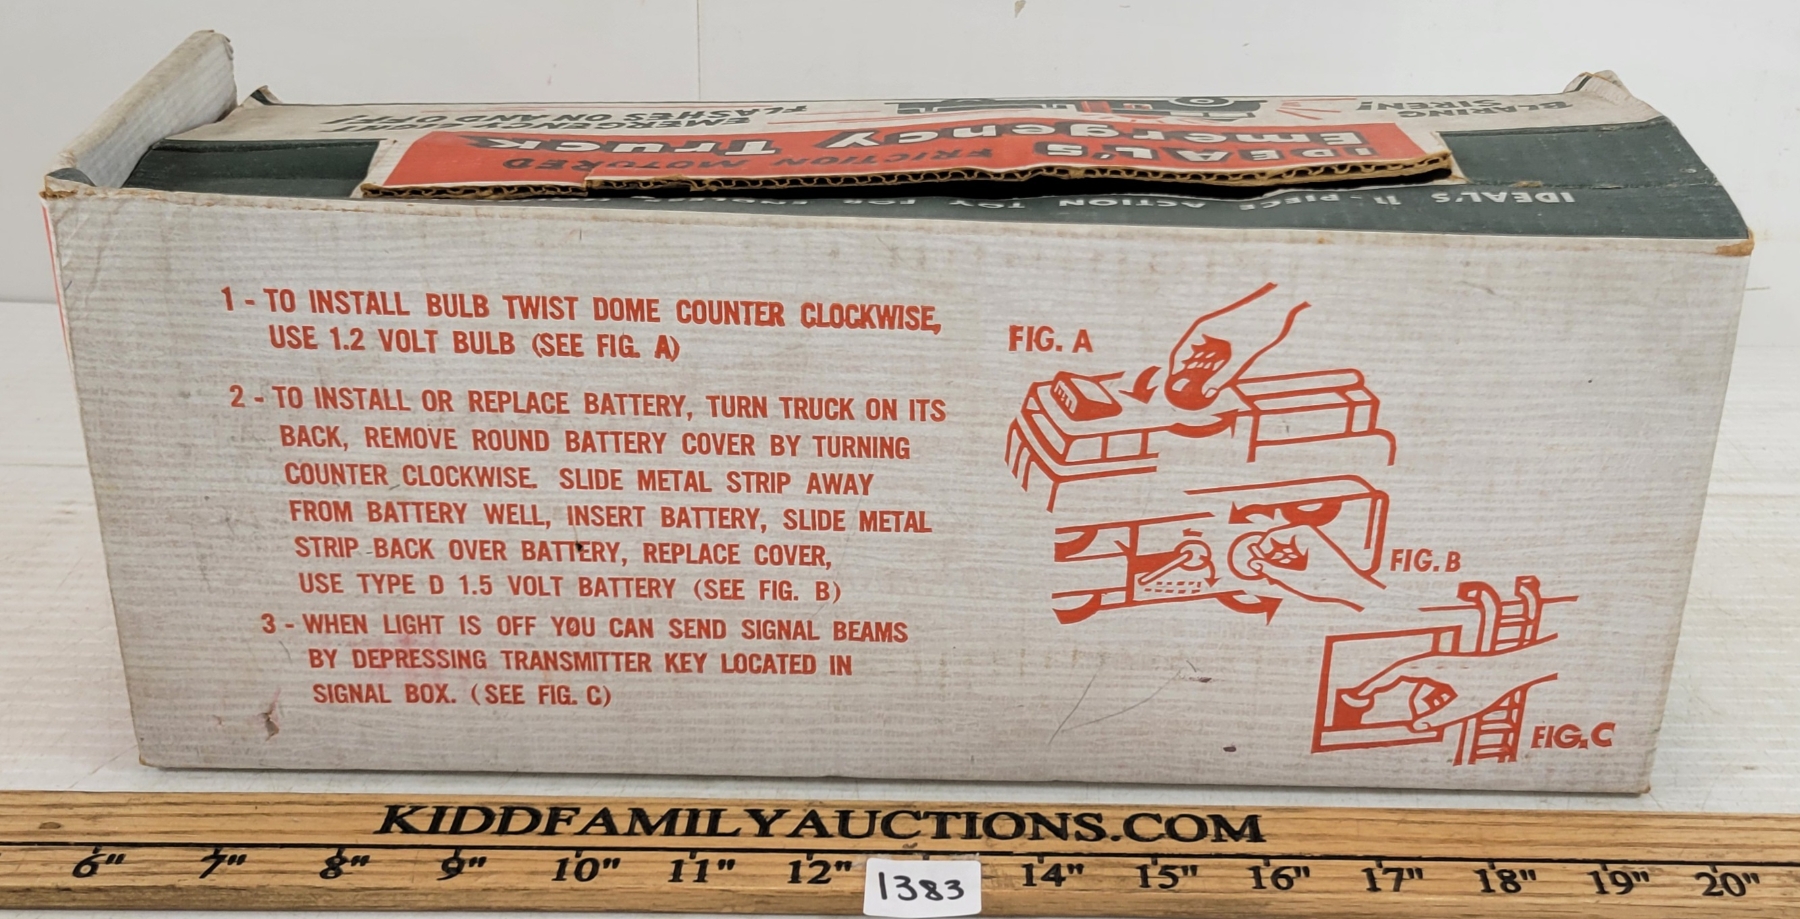 BLARING
SIREN!
EMERGENCY LIGHT
FLASHES ON AND OFF!
IDEAL'S FRICTION MOTORED
Emergency Truck
IDEAL'S 11-PIECE ACTION TOY FOR
1 - TO INSTALL BULB TWIST DOME COUNTER CLOCKWISE,
USE 1.2 VOLT BULB (SEE FIG. A)
2 - TO INSTALL OR REPLACE BATTERY, TURN TRUCK ON ITS
BACK, REMOVE ROUND BATTERY COVER BY TURNING
COUNTER CLOCKWISE. SLIDE METAL STRIP AWAY
FROM BATTERY WELL, INSERT BATTERY, SLIDE METAL
STRIP BACK OVER BATTERY, REPLACE COVER,
USE TYPE D 1.5 VOLT BATTERY (SEE FIG. B)
3 - WHEN LIGHT IS OFF YOU CAN SEND SIGNAL BEAMS
BY DEPRESSING TRANSMITTER KEY LOCATED IN
SIGNAL BOX. (SEE FIG. C)
FIG. A
FIG. B
FIG. C
KIDDFAMILYAUCTIONS.COM
6" 7" 8" 9" 10" 11" 12" 14" 15" 16" 17" 18" 19" 20"
1383